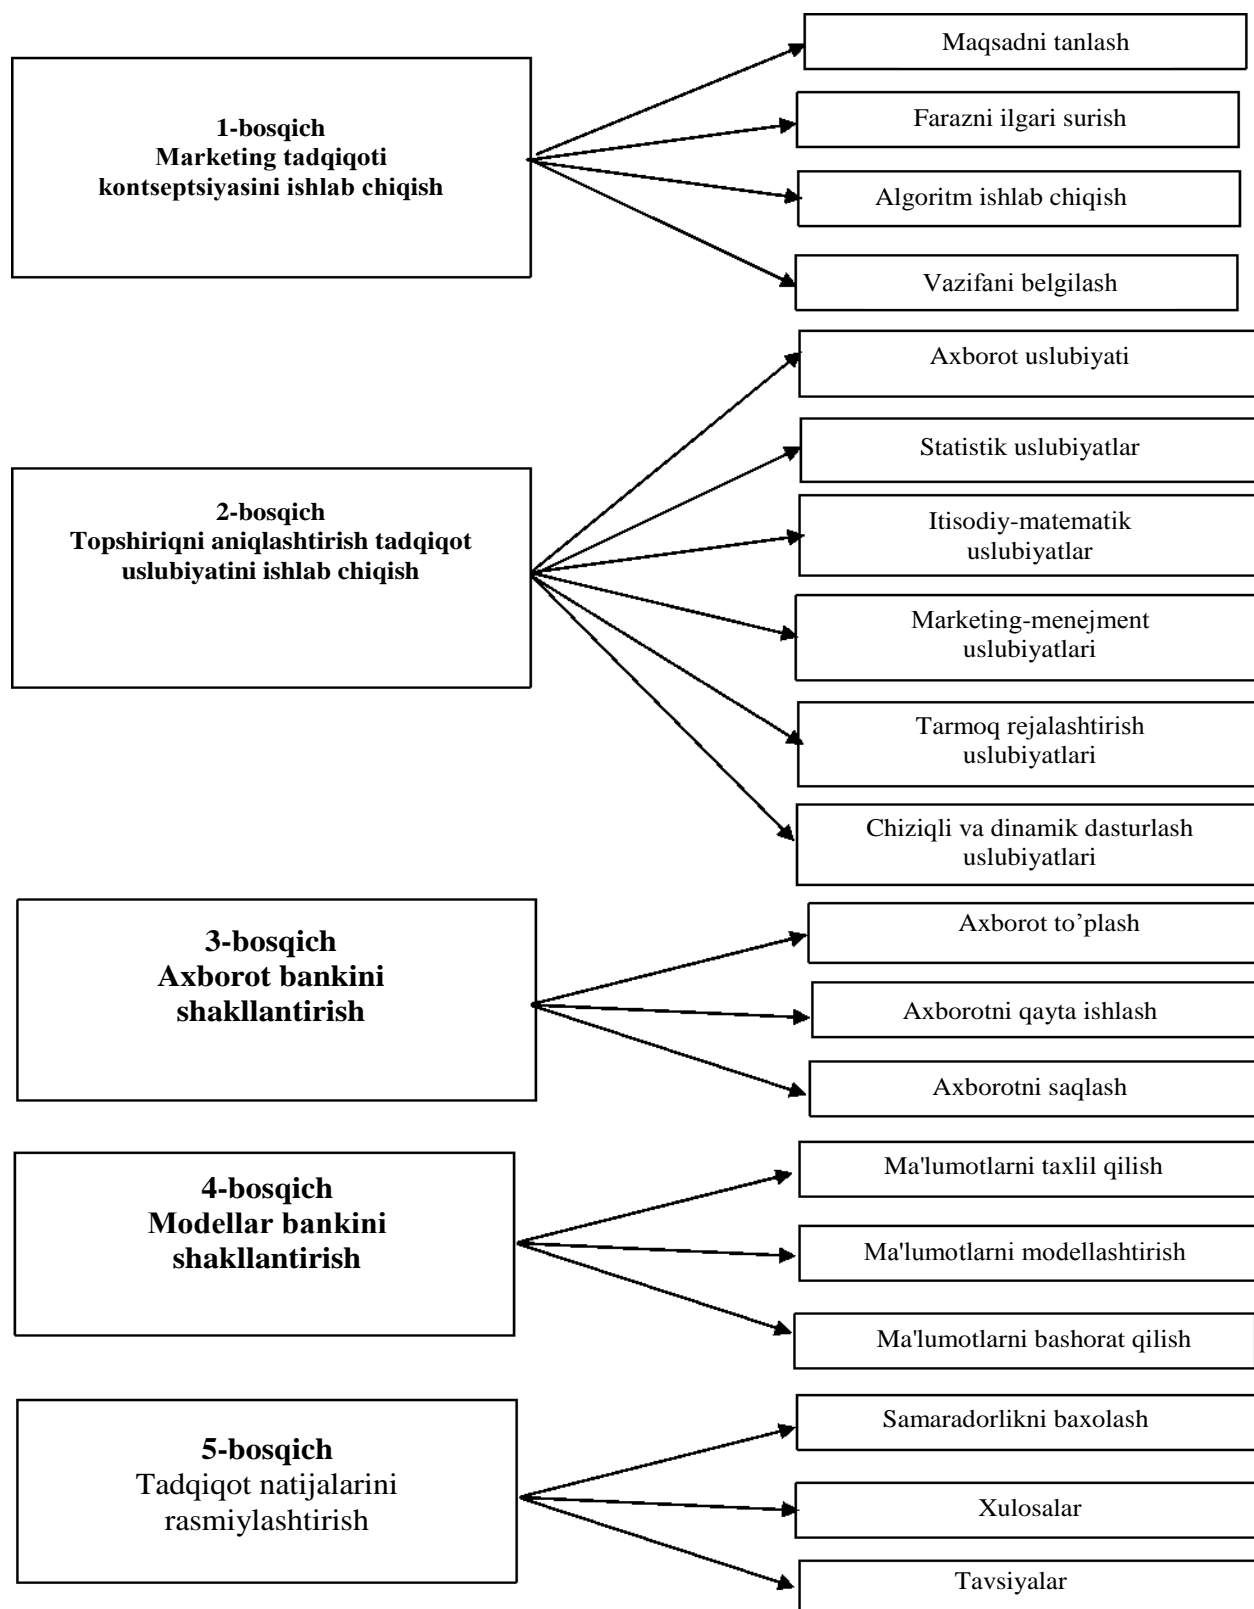 1-bosqich
Marketing tadqiqoti
kontseptsiyasini ishlab chiqish
Maqsadni tanlash
Farazni ilgari surish
Algoritm ishlab chiqish
Vazifani belgilash
2-bosqich
Topshiriqni aniqlashtirish tadqiqot
uslubiyatini ishlab chiqish
Axborot uslubiyati
Statistik uslubiyatlar
Itisodiy-matematik
uslubiyatlar
Marketing-menejment
uslubiyatlari
Tarmoq rejalashtirish
uslubiyatlari
Chiziqli va dinamik dasturlash
uslubiyatlari
3-bosqich
Axborot bankini
shakllantirish
Axborot to’plash
Axborotni qayta ishlash
Axborotni saqlash
4-bosqich
Modellar bankini
shakllantirish
Ma'lumotlarni taxlil qilish
Ma'lumotlarni modellashtirish
Ma'lumotlarni bashorat qilish
5-bosqich
Tadqiqot natijalarini
rasmiylashtirish
Samaradorlikni baxolash
Xulosalar
Tavsiyalar